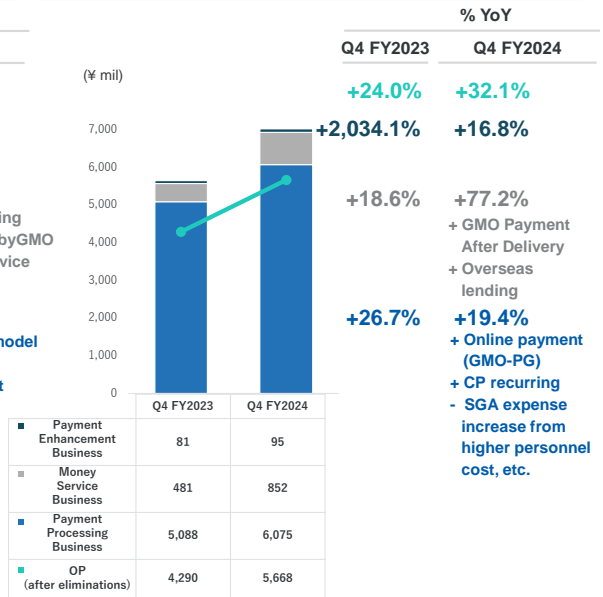 % YoY
Q4 FY2023 Q4 FY2024
(¥ mil)
+24.0% +32.1%
7,000
+2,034.1% +16.8%
6,000
5,000
+18.6% +77.2%
ing
byGMO
vice
+ GMO Payment
After Delivery
+ Overseas
lending
4,000
3,000
2,000
+26.7% +19.4%
nodel
t
+ Online payment
(GMO-PG)
+ CP recurring
- SGA expense
increase from
higher personnel
cost, etc.
1,000
0
Q4 FY2023 Q4 FY2024
Payment
Enhancement
Business
81 95
Money
Service
Business
481 852
Payment
Processing
Business
5,088 6,075
OP
(after eliminations)
4,290 5,668